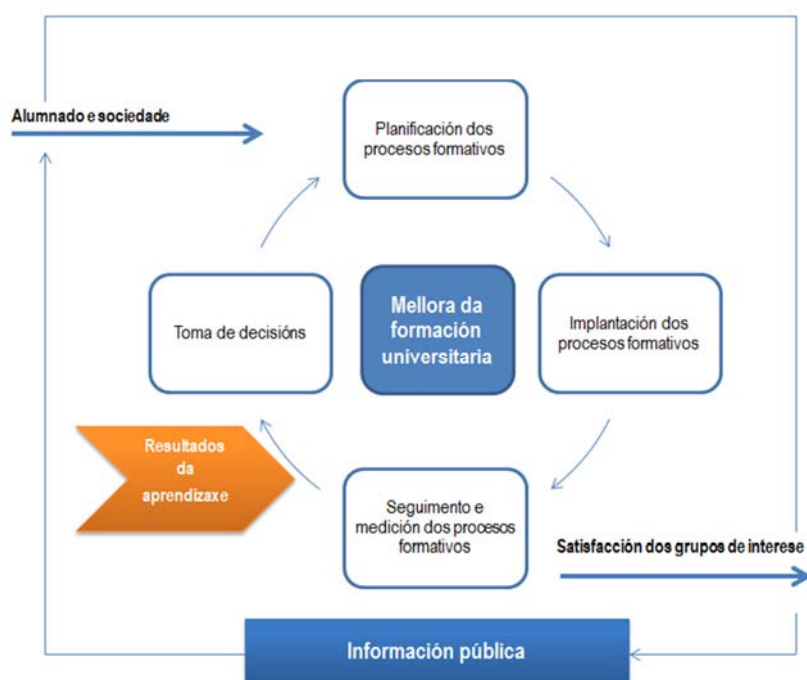 Alumnado e sociedade
Planificación dos
procesos formativos
Toma de decisións
Mellora da
formación
universitaria
Implantación dos
procesos formativos
Resultados
da
aprendizaxe
Seguimento e
medición dos procesos
formativos
Satisfacción dos grupos de interese
Información pública